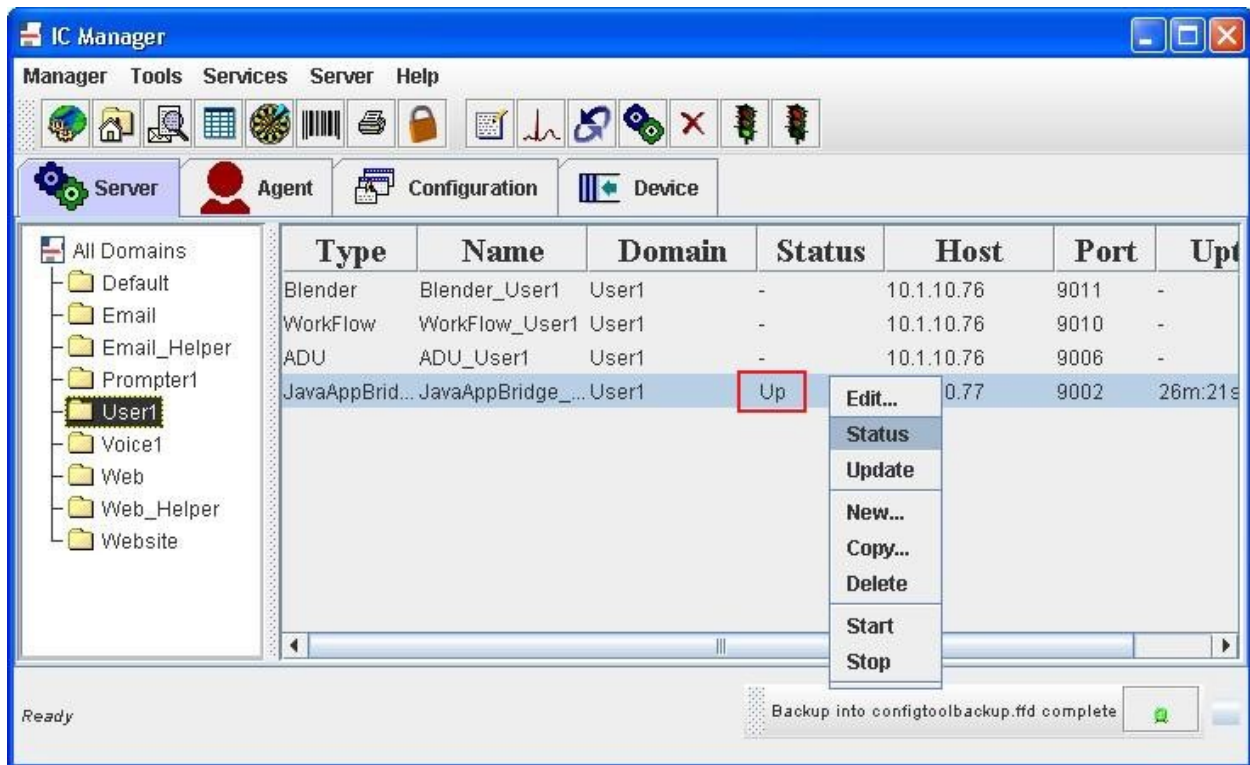 IC Manager
Manager Tools Services Server Help
Server Agent Configuration Device
All Domains
Default
Email
Email_Helper
Prompter1
User1
Voice1
Web
Web_Helper
Website
Type Name Domain Status Host Port Upt
Blender Blender_User1 User1 - 10.1.10.76 9011 -
WorkFlow WorkFlow_User1 User1 - 10.1.10.76 9010 -
ADU ADU_User1 User1 - 10.1.10.76 9006 -
JavaAppBrid... JavaAppBridge_... User1 Up 0.77 9002 26m:21s
Edit...
Status
Update
New...
Copy...
Delete
Start
Stop
Ready Backup into configtoolbackup.ffd complete